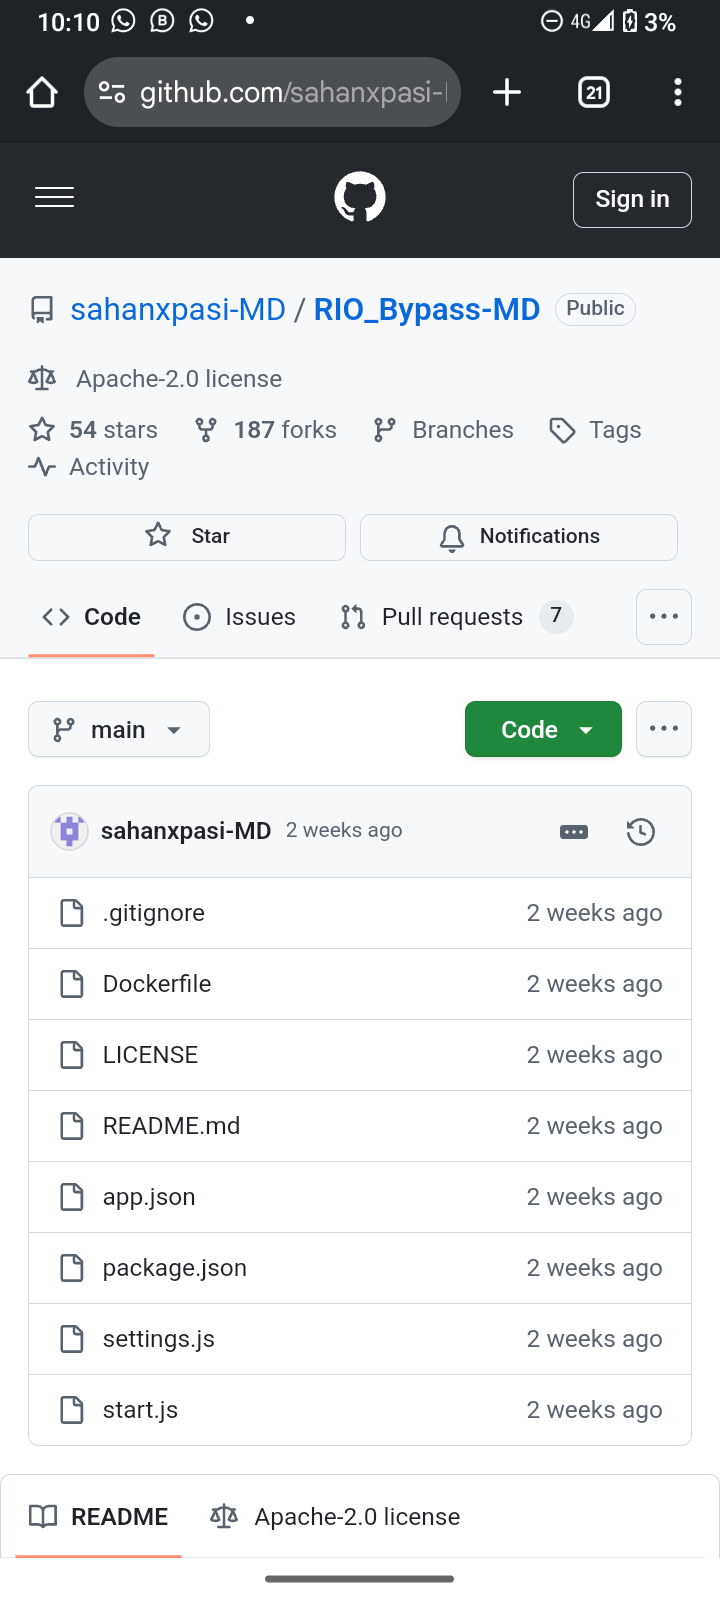 10:10 4G 3%
github.com/sahanxpasi- 21
Sign in
sahanxpasi-MD / RIO_Bypass-MD Public
Apache-2.0 license
54 stars 187 forks Branches Tags
Activity
Star Notifications
Code Issues Pull requests 7
main Code
sahanxpasi-MD 2 weeks ago
.gitignore 2 weeks ago
Dockerfile 2 weeks ago
LICENSE 2 weeks ago
README.md 2 weeks ago
app.json 2 weeks ago
package.json 2 weeks ago
settings.js 2 weeks ago
start.js 2 weeks ago
README Apache-2.0 license